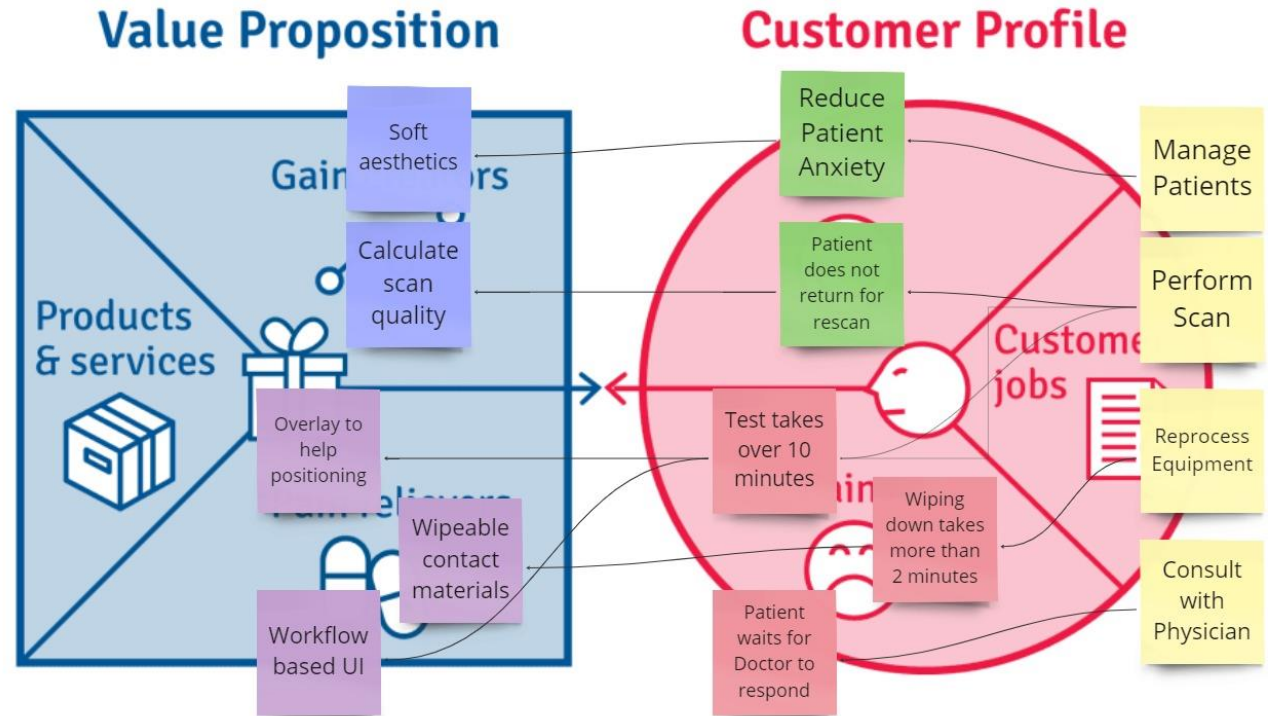 Value Proposition
Customer Profile
Soft
aesthetics
Gain
rs
Calculate
scan
quality
Products
& services
Overlay to
help
positioning
Wipeable
contact
materials
Workflow
based UI
Reduce
Patient
Anxiety
Patient
does not
return for
rescan
Test takes
over 10
minutes
Wiping
down takes
more than
2 minutes
Patient
waits for
Doctor to
respond
Custome
jobs
Manage
Patients
Perform
Scan
Reprocess
Equipment
Consult
with
Physician